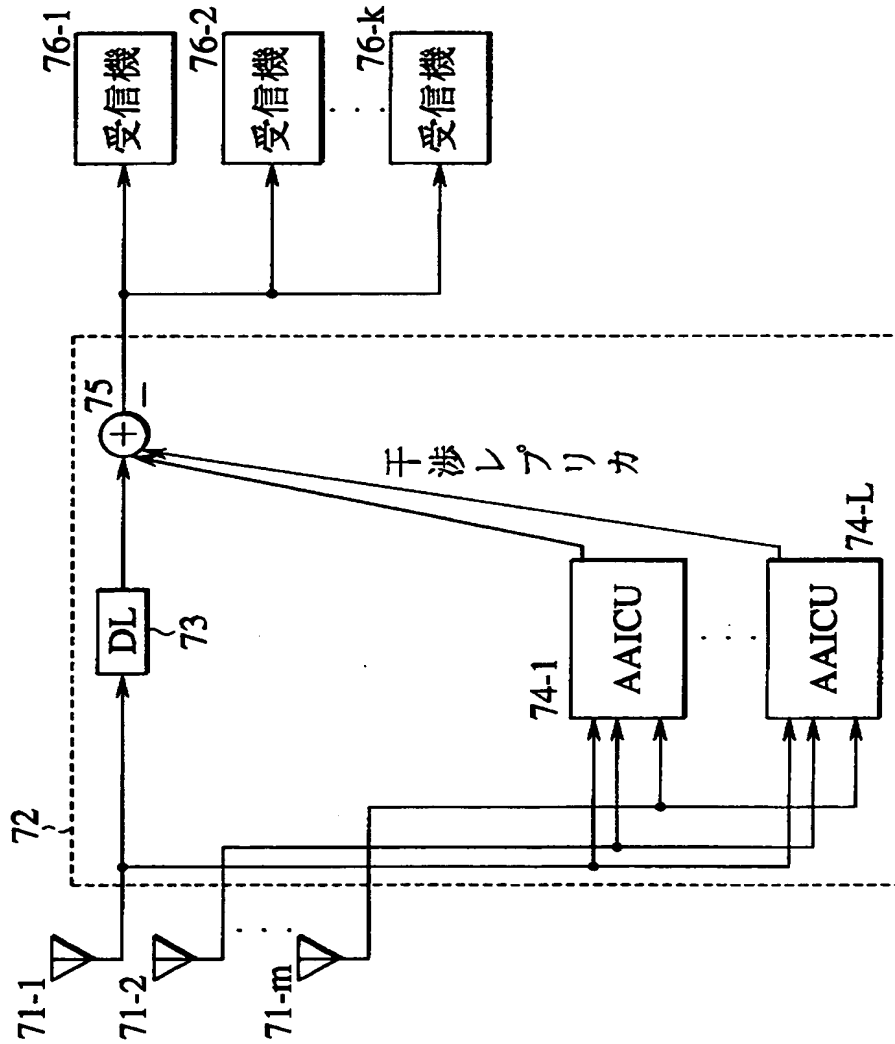 71-1
71-2
71-m
72
DL
73
75
+
−
干渉レプリカ
74-1
AAICU
AAICU
74-L
76-1
受信機
76-2
受信機
76-k
受信機